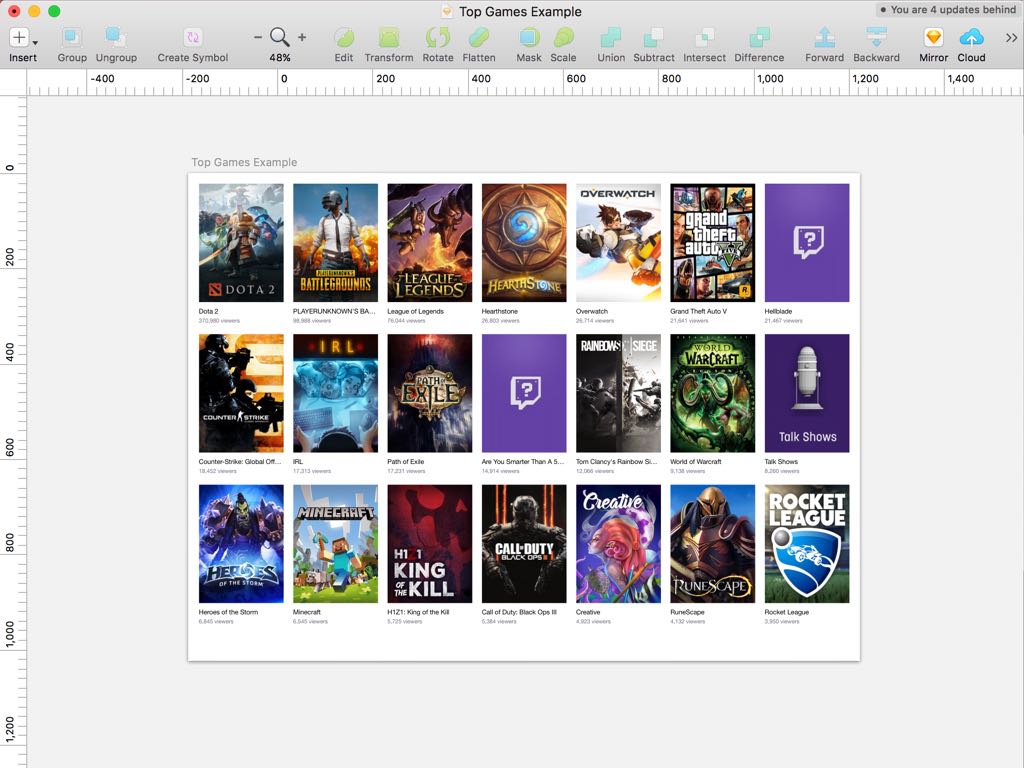 Top Games Example
You are 4 updates behind
Insert Group Ungroup Create Symbol 48% Edit Transform Rotate Flatten Mask Scale Union Subtract Intersect Difference Forward Backward Mirror Cloud
-400 -200 0 200 400 600 800 1,000 1,200 1,400
0
200
400
600
800
1,000
1,200
Top Games Example
DOTA 2
PLAYERUNKNOWN'S
BATTLEGROUNDS
LEAGUE
OF
LEGENDS
HEARTHSTONE
OVERWATCH
grand
theft
auto
V
?
Dota 2 PLAYERUNKNOWN'S BA... League of Legends Hearthstone Overwatch Grand Theft Auto V Hellblade
370,980 viewers 98,988 viewers 76,044 viewers 26,803 viewers 26,714 viewers 21,641 viewers 21,467 viewers
COUNTER STRIKE
IRL
PATH OF
EXILE
?
RAINBOW SIEGE
WORLD
OF
WARCRAFT
LEGION
Talk Shows
Counter-Strike: Global Off... IRL Path of Exile Are You Smarter Than A 5... Tom Clancy's Rainbow Si... World of Warcraft Talk Shows
18,452 viewers 17,313 viewers 17,231 viewers 14,914 viewers 12,066 viewers 9,138 viewers 8,260 viewers
HEROES
OF THE STORM
MINECRAFT
H1Z1
KING
OF THE
KILL
CALL OF DUTY
BLACK OPS III
Creative
RUNESCAPE
ROCKET
LEAGUE
Heroes of the Storm Minecraft H1Z1: King of the Kill Call of Duty: Black Ops III Creative RuneScape Rocket League
6,845 viewers 6,545 viewers 5,725 viewers 5,384 viewers 4,923 viewers 4,132 viewers 3,950 viewers